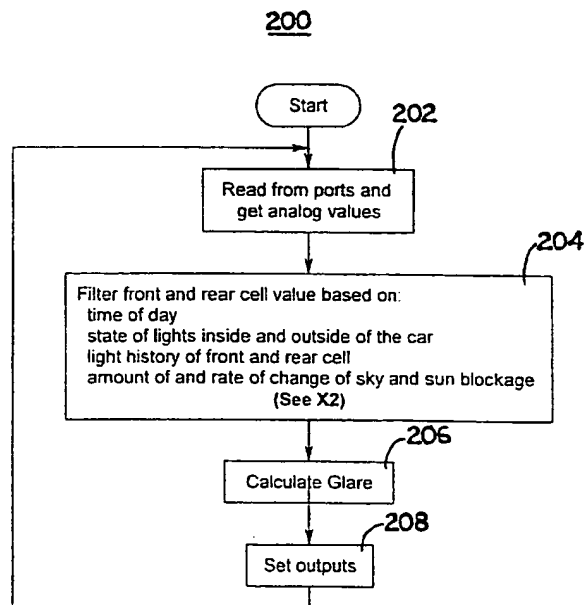 200
Start
202
Read from ports and
get analog values
204
Filter front and rear cell value based on:
time of day
state of lights inside and outside of the car
light history of front and rear cell
amount of and rate of change of sky and sun blockage
(See X2)
206
Calculate Glare
208
Set outputs